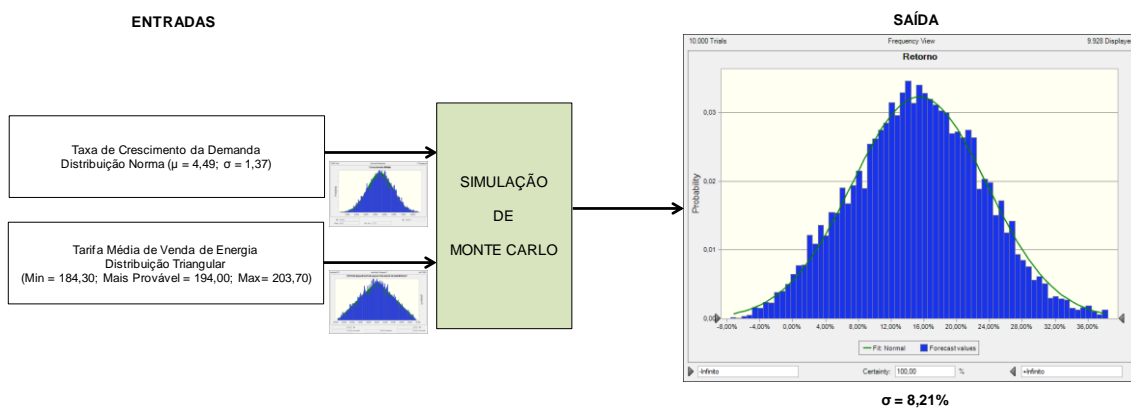 ENTRADAS
SAÍDA
10.000 Trials
Frequency View
9.928 Displayed
Retorno
Taxa de Crescimento da Demanda
Distribuição Norma (µ = 4,49; σ = 1,37)
Tarifa Média de Venda de Energia
Distribuição Triangular
(Min = 184,30; Mais Provável = 194,00; Max= 203,70)
SIMULAÇÃO
DE
MONTE CARLO
Probability
0,03
0,02
0,01
0,00
-8,00% -4,00% 0,00% 4,00% 8,00% 12,00% 16,00% 20,00% 24,00% 28,00% 32,00% 36,00%
Fit: Normal Forecast values
-Infinito
Certainty: 100,00 %
+Infinito
σ = 8,21%